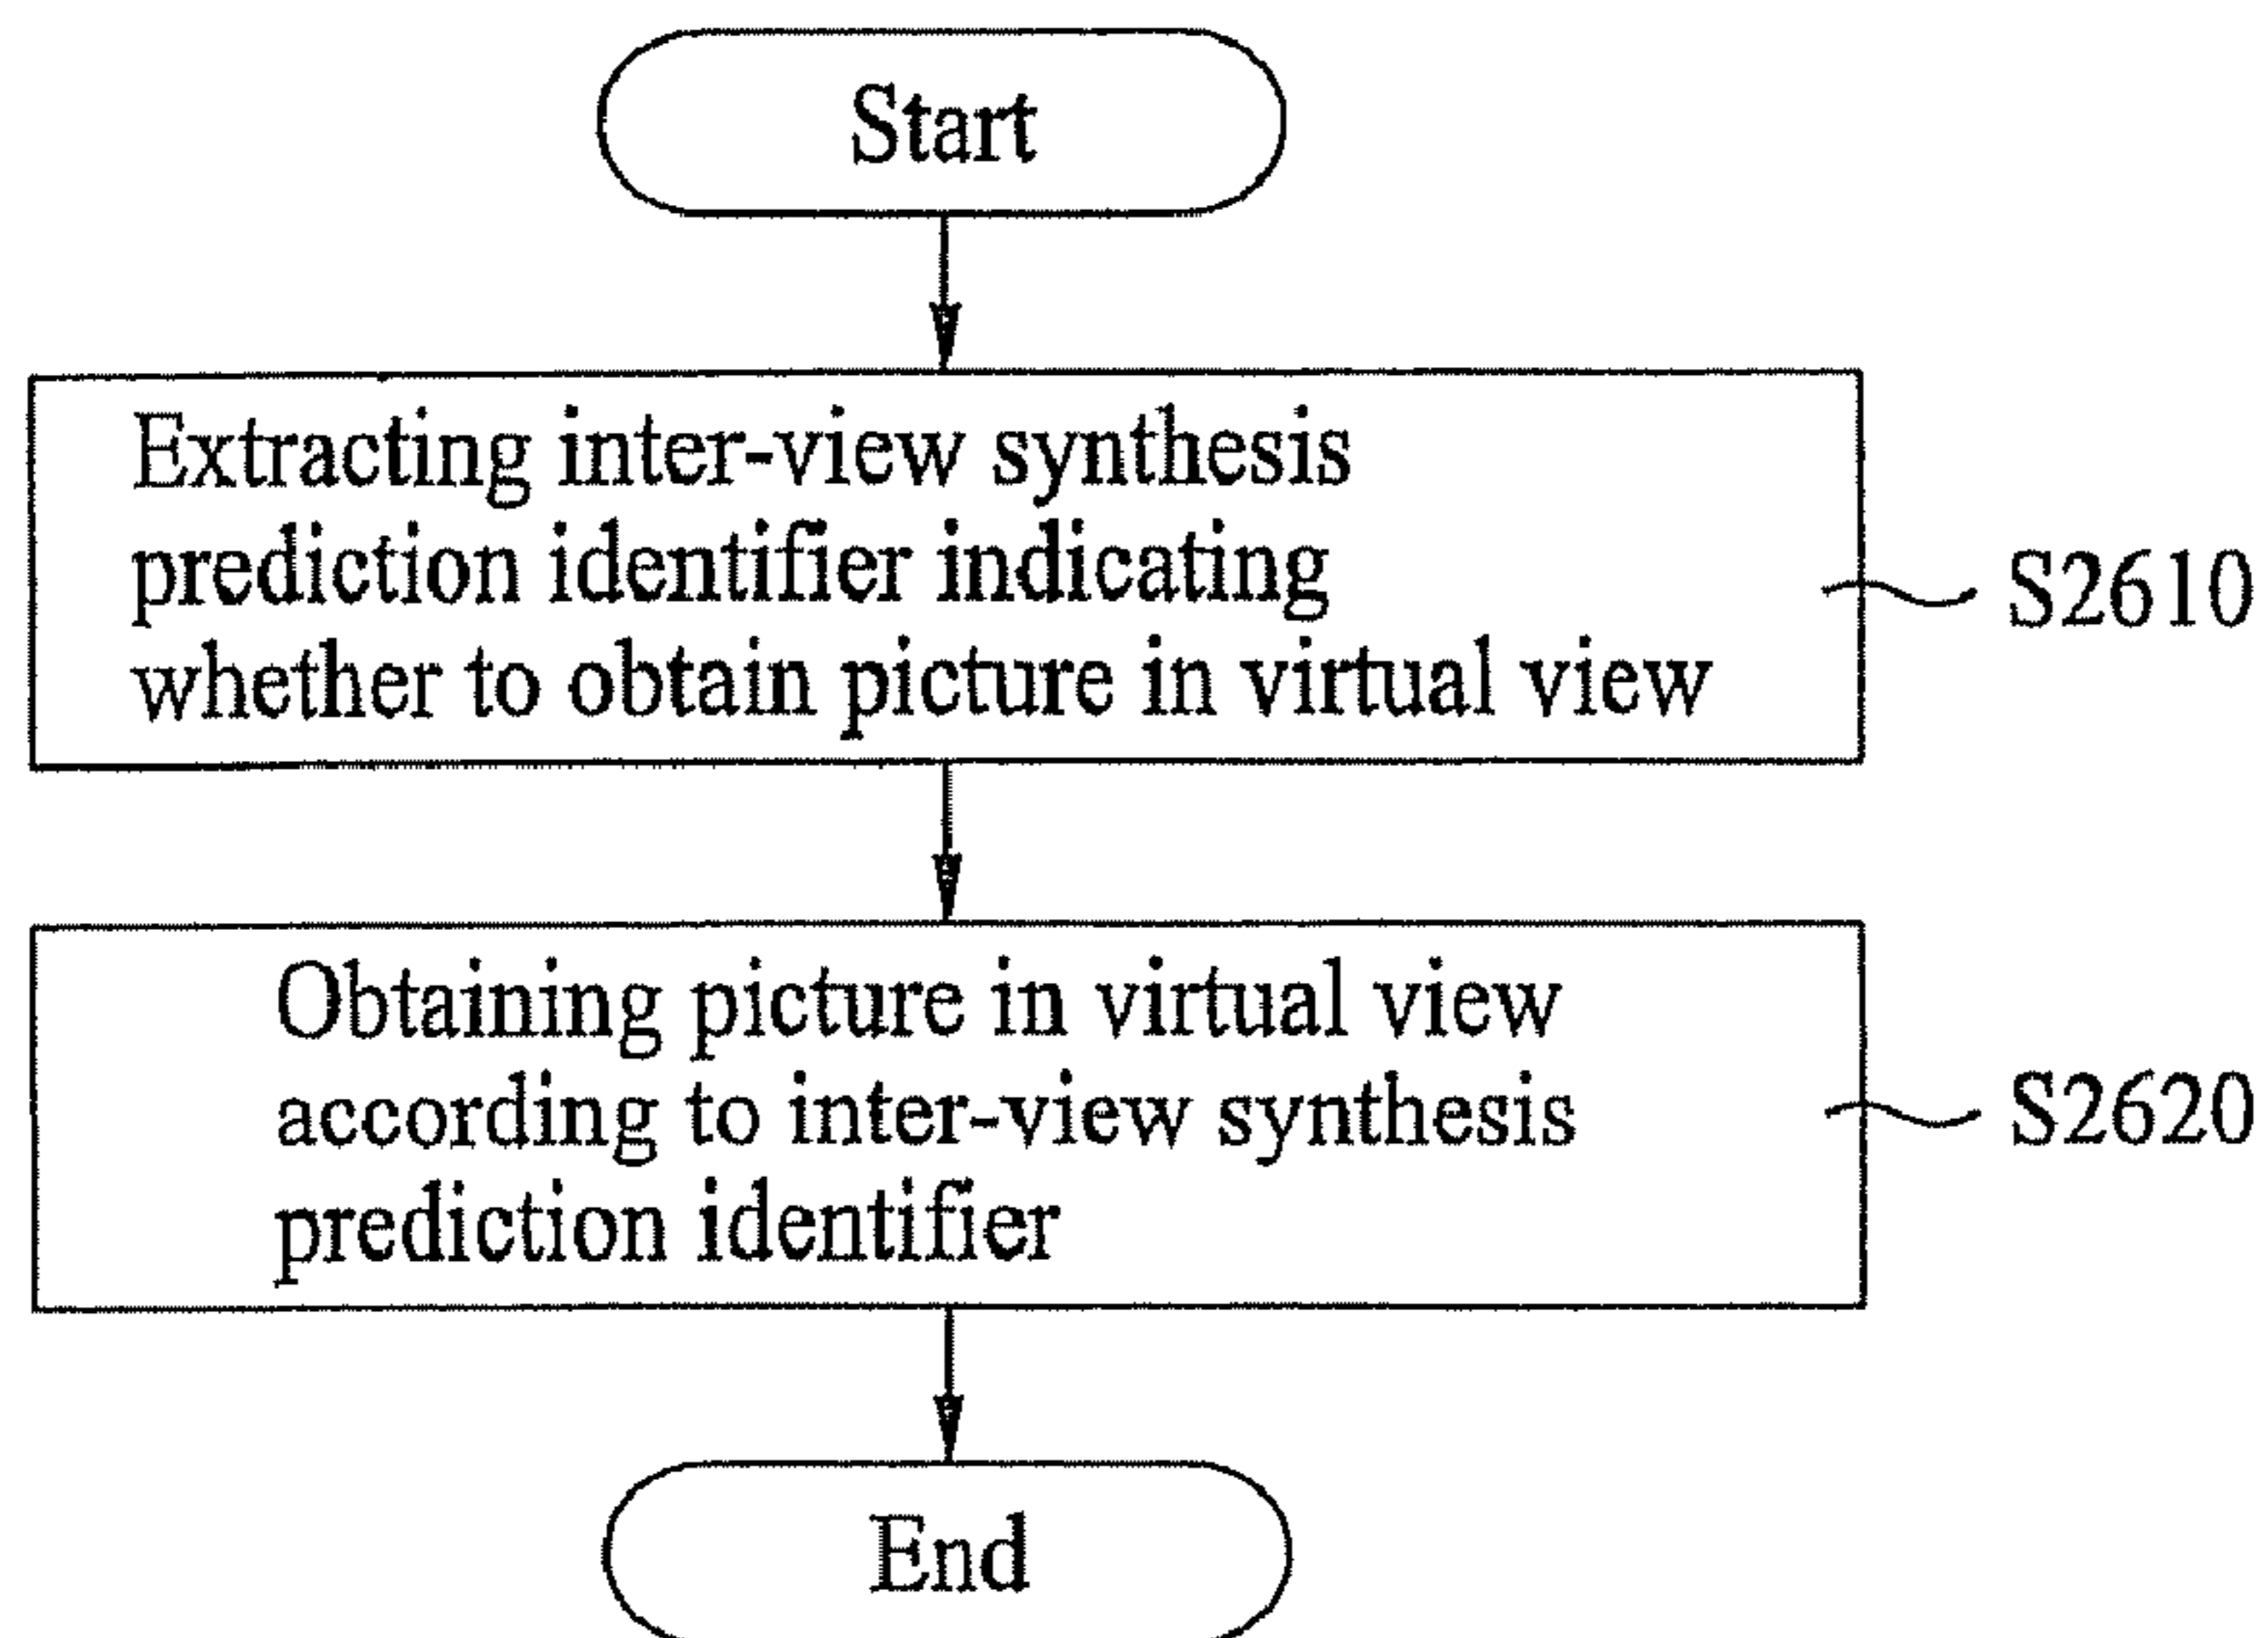 Start
Extracting inter-view synthesis
prediction identifier indicating
whether to obtain picture in virtual view
S2610
Obtaining picture in virtual view
according to inter-view synthesis
prediction identifier
S2620
End